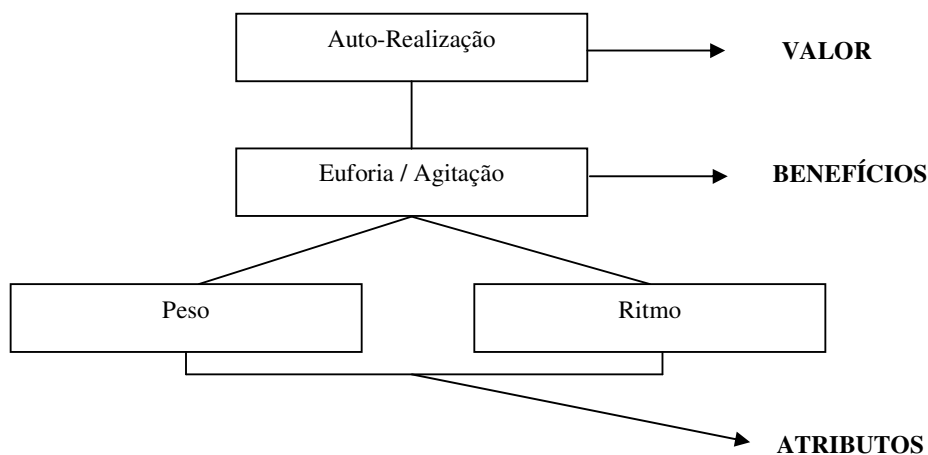 Auto-Realização
VALOR
Euforia / Agitação
BENEFÍCIOS
Peso
Ritmo
ATRIBUTOS